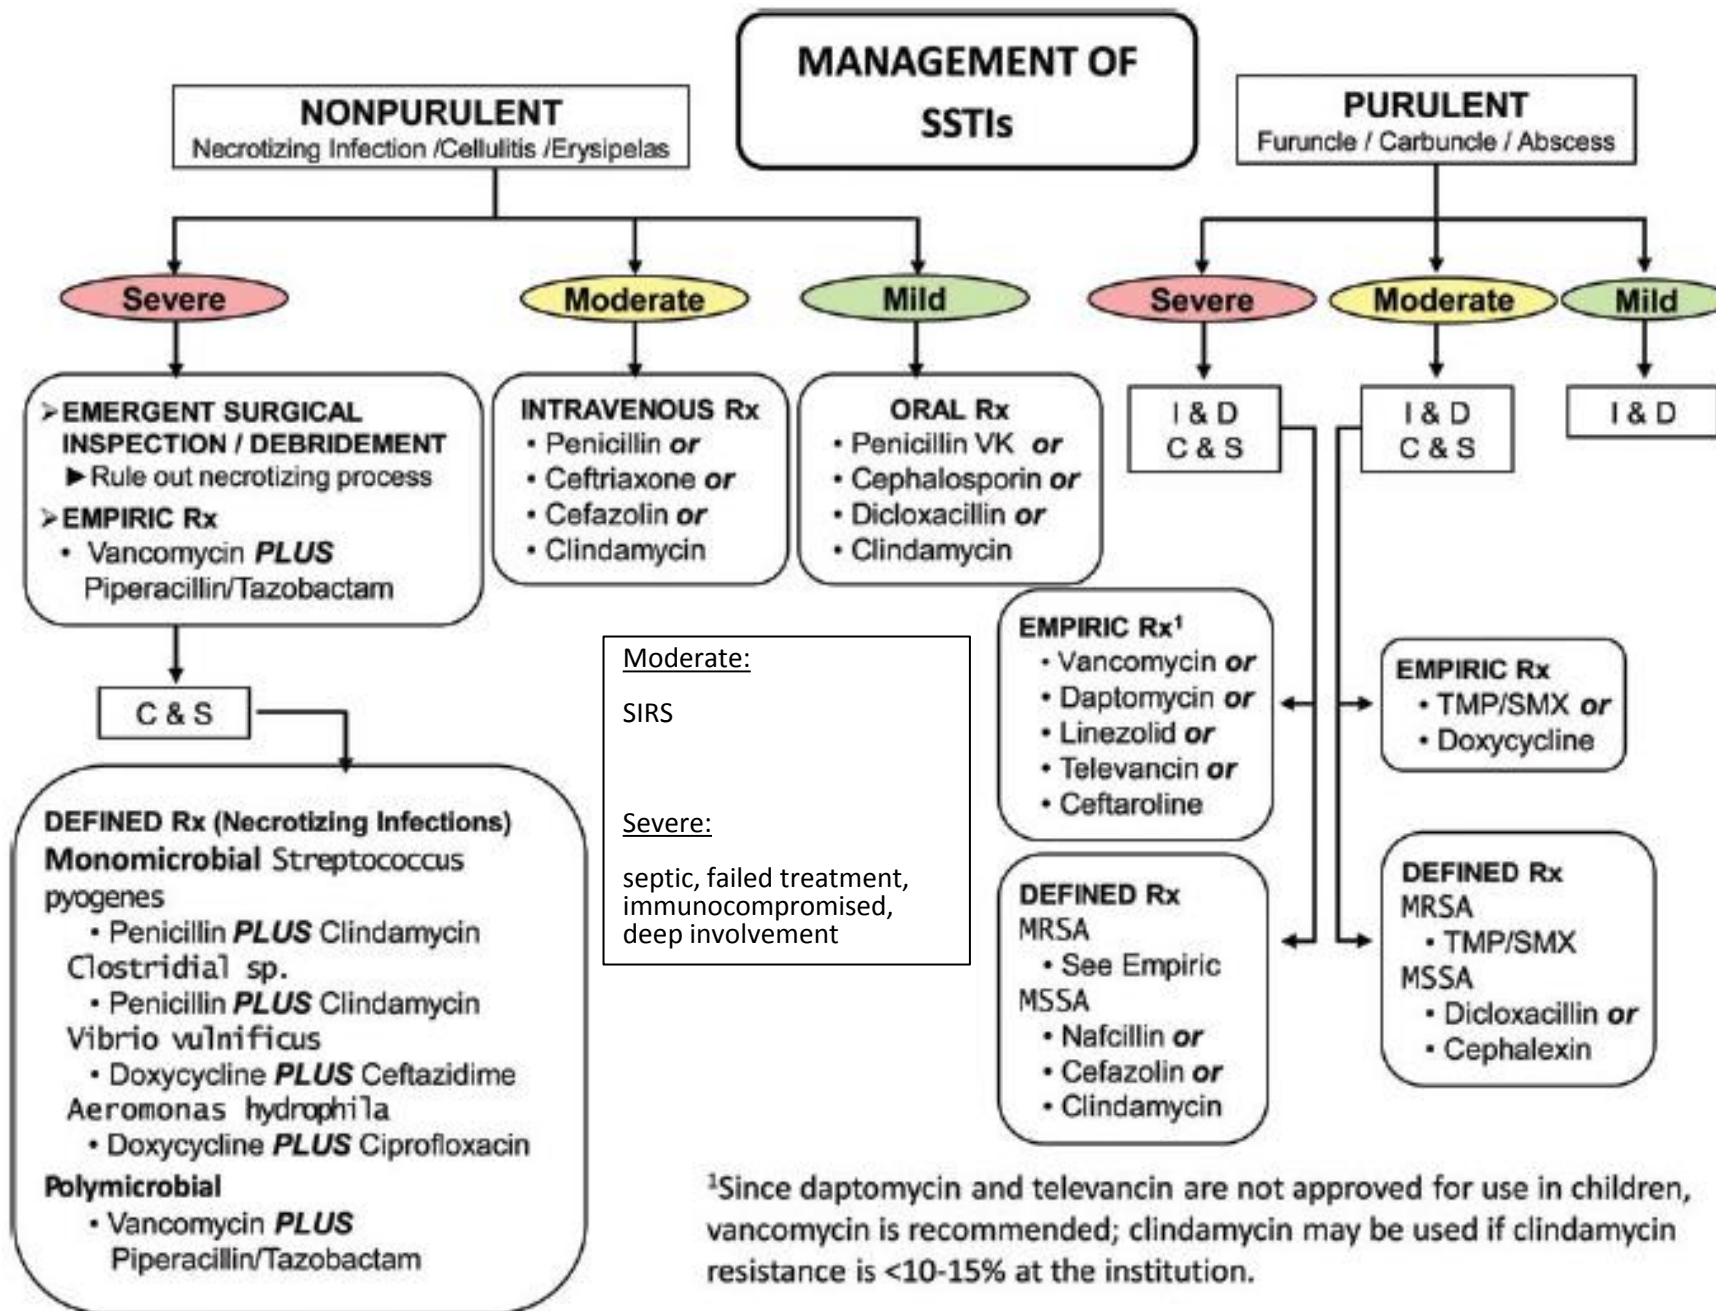 MANAGEMENT OF
SSTIs
NONPURULENT
Necrotizing Infection /Cellulitis /Erysipelas
Severe
➢EMERGENT SURGICAL
INSPECTION / DEBRIDEMENT
►Rule out necrotizing process
➢EMPIRIC Rx
• Vancomycin PLUS
Piperacillin/Tazobactam
C & S
DEFINED Rx (Necrotizing Infections)
Monomicrobial Streptococcus
pyogenes
• Penicillin PLUS Clindamycin
Clostridial sp.
• Penicillin PLUS Clindamycin
Vibrio vulnificus
• Doxycycline PLUS Ceftazidime
Aeromonas hydrophila
• Doxycycline PLUS Ciprofloxacin
Polymicrobial
• Vancomycin PLUS
Piperacillin/Tazobactam
Moderate
INTRAVENOUS Rx
• Penicillin or
• Ceftriaxone or
• Cefazolin or
• Clindamycin
Mild
ORAL Rx
• Penicillin VK or
• Cephalosporin or
• Dicloxacillin or
• Clindamycin
Moderate:
SIRS
Severe:
septic, failed treatment,
immunocompromised,
deep involvement
PURULENT
Furuncle / Carbuncle / Abscess
Severe
I & D
C & S
EMPIRIC Rx¹
• Vancomycin or
• Daptomycin or
• Linezolid or
• Televancin or
• Ceftaroline
DEFINED Rx
MRSA
• See Empiric
MSSA
• Nafcillin or
• Cefazolin or
• Clindamycin
Moderate
I & D
C & S
EMPIRIC Rx
• TMP/SMX or
• Doxycycline
DEFINED Rx
MRSA
• TMP/SMX
MSSA
• Dicloxacillin or
• Cephalexin
Mild
I & D
¹Since daptomycin and televancin are not approved for use in children,
vancomycin is recommended; clindamycin may be used if clindamycin
resistance is <10-15% at the institution.